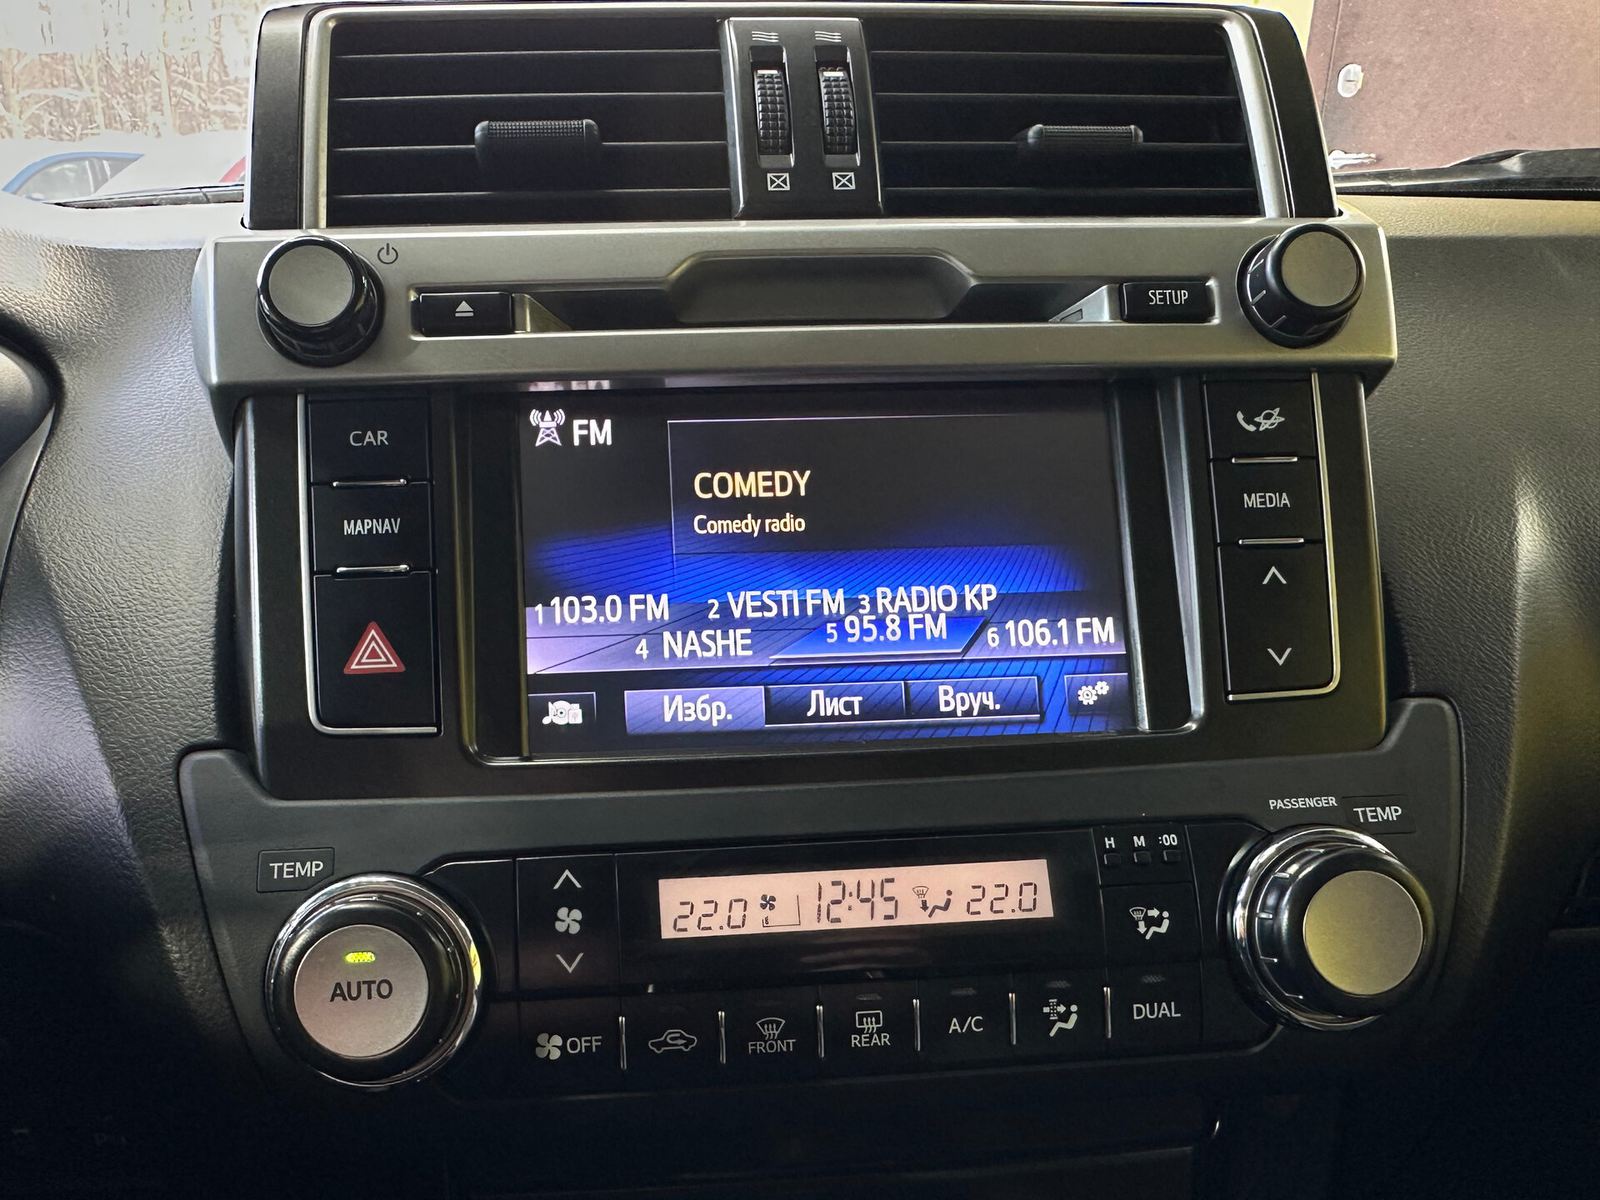 SETUP
CAR
MAPNAV
MEDIA
FM
COMEDY
Comedy radio
1 103.0 FM 2 VESTI FM 3 RADIO KP
4 NASHE 5 95.8 FM 6 106.1 FM
Избр. Лист Вруч.
PASSENGER
TEMP
TEMP
H M :00
22.0 12:45 22.0
AUTO
OFF
FRONT
REAR
A/C
DUAL